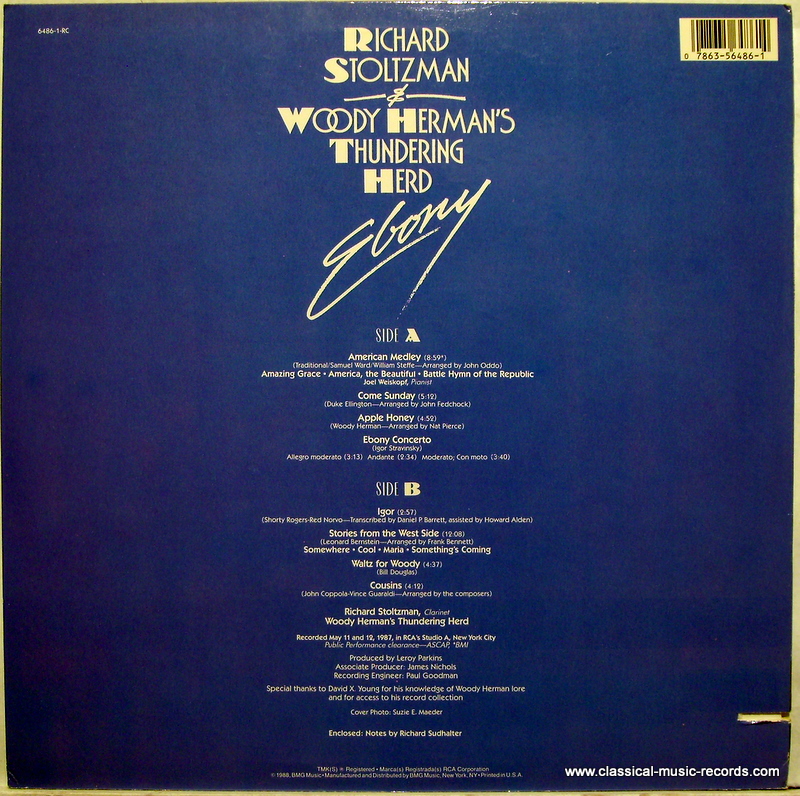 6486-1-RC
RICHARD
STOLTZMAN
&
WOODY HERMAN'S
THUNDERING
HERD
Ebony
0 7863-56486-1
SIDE A
American Medley (8:59*)
(Traditional/Samuel Ward/William Steffe—Arranged by John Oddo)
Amazing Grace • America, the Beautiful • Battle Hymn of the Republic
Joel Weiskopf, Pianist
Come Sunday (5:12)
(Duke Ellington—Arranged by John Fedchock)
Apple Honey (4:52)
(Woody Herman—Arranged by Nat Pierce)
Ebony Concerto
(Igor Stravinsky)
Allegro moderato (3:13) Andante (2:34) Moderato; Con moto (3:40)
SIDE B
Igor (2:57)
(Shorty Rogers-Red Norvo—Transcribed by Daniel P. Barrett, assisted by Howard Alden)
Stories from the West Side (12:08)
(Leonard Bernstein—Arranged by Frank Bennett)
Somewhere • Cool • Maria • Something's Coming
Waltz for Woody (4:37)
(Bill Douglas)
Cousins (4:12)
(John Coppola-Vince Guaraldi—Arranged by the composers)
Richard Stoltzman, Clarinet
Woody Herman's Thundering Herd
Recorded May 11 and 12, 1987, in RCA's Studio A, New York City
Public Performance clearance—ASCAP, *BMI
Produced by Leroy Parkins
Associate Producer: James Nichols
Recording Engineer: Paul Goodman
Special thanks to David X. Young for his knowledge of Woody Herman lore
and for access to his record collection
Cover Photo: Suzie E. Maeder
Enclosed: Notes by Richard Sudhalter
TMK(S) ® Registered • Marca(s) Registrada(s) RCA Corporation
© 1988, BMG Music • Manufactured and Distributed by BMG Music, New York, NY • Printed in U.S.A.
www.classical-music-records.com